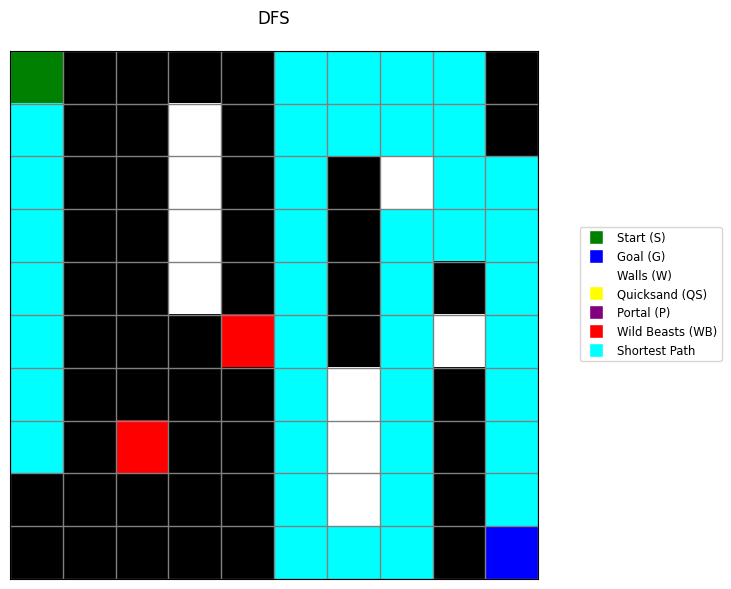 DFS
Start (S)
Goal (G)
Walls (W)
Quicksand (QS)
Portal (P)
Wild Beasts (WB)
Shortest Path